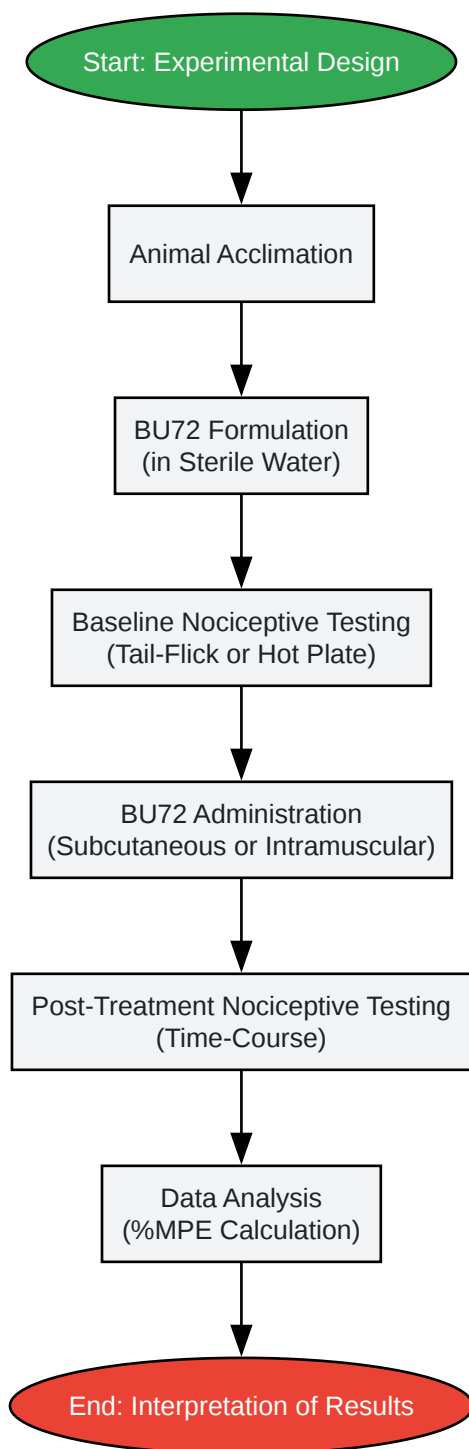 Start: Experimental Design
Animal Acclimation
BU72 Formulation
(in Sterile Water)
Baseline Nociceptive Testing
(Tail-Flick or Hot Plate)
BU72 Administration
(Subcutaneous or Intramuscular)
Post-Treatment Nociceptive Testing
(Time-Course)
Data Analysis
(%MPE Calculation)
End: Interpretation of Results